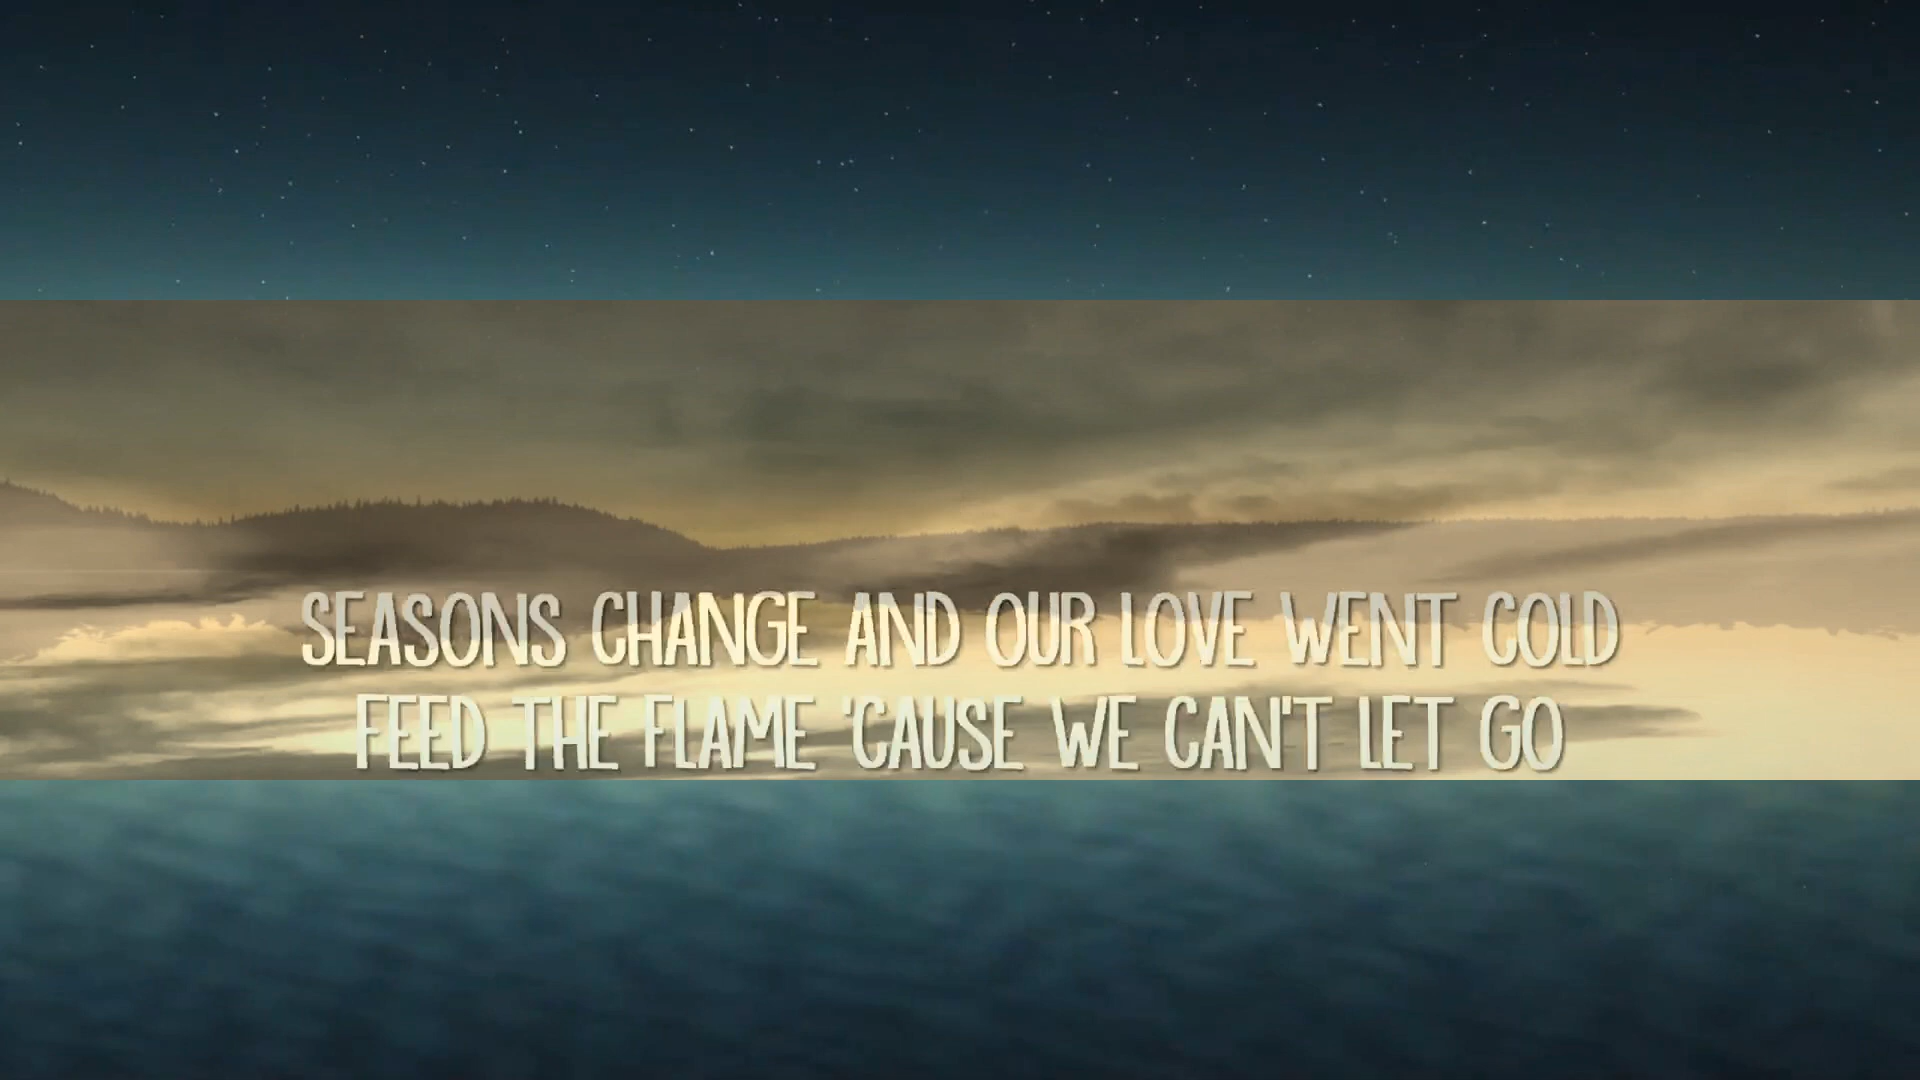 SEASONS CHANGE AND OUR LOVE WENT COLD
FEED THE FLAME 'CAUSE WE CAN'T LET GO